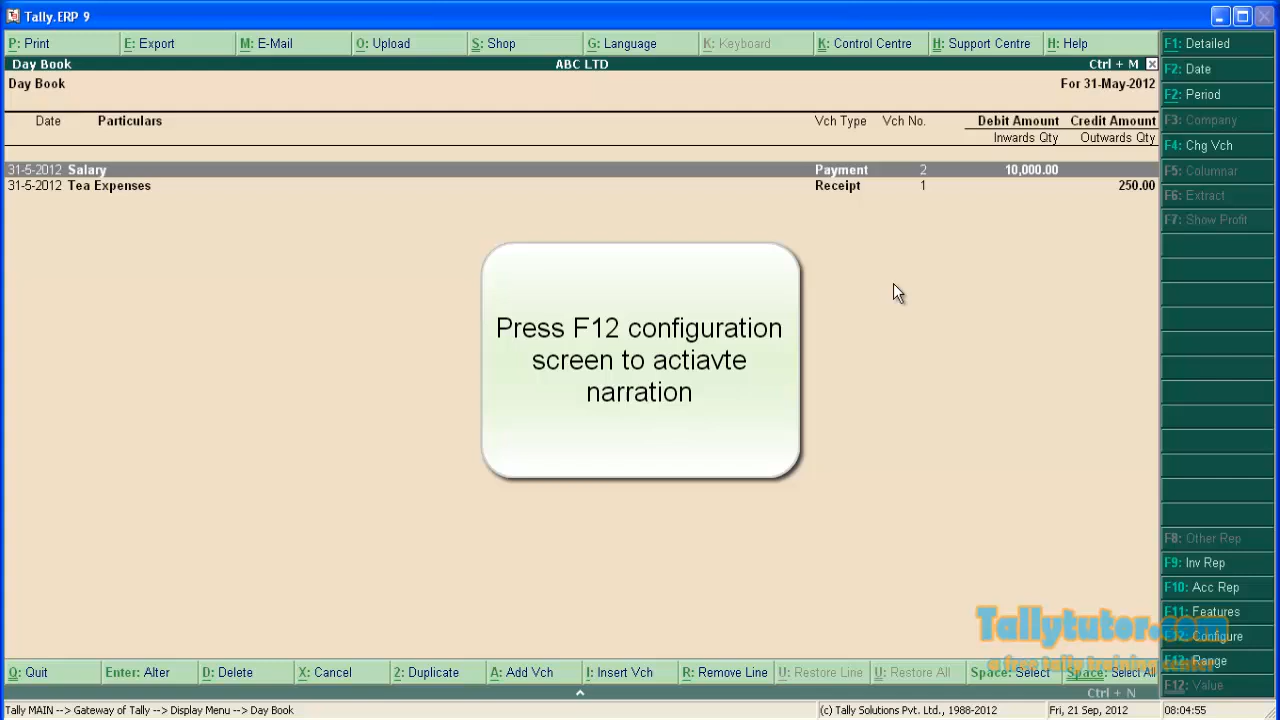 Tally.ERP 9
P: Print E: Export M: E-Mail O: Upload S: Shop G: Language K: Keyboard K: Control Centre H: Support Centre H: Help
Day Book ABC LTD Ctrl + M
Day Book For 31-May-2012
Date Particulars Vch Type Vch No. Debit Amount Credit Amount
Inwards Qty Outwards Qty
31-5-2012 Salary Payment 2 10,000.00
31-5-2012 Tea Expenses Receipt 1 250.00
Press F12 configuration
screen to actiavte
narration
F1: Detailed
F2: Date
F2: Period
F3: Company
F4: Chg Vch
F5: Columnar
F6: Extract
F7: Show Profit
F8: Other Rep
F9: Inv Rep
F10: Acc Rep
F11: Features
F12: Configure
F12: Range
F12: Value
Tallytutor.com
a free tally training center
Q: Quit Enter: Alter D: Delete X: Cancel 2: Duplicate A: Add Vch I: Insert Vch R: Remove Line U: Restore Line U: Restore All Space: Select Space: Select All
Ctrl + N
Tally MAIN --> Gateway of Tally --> Display Menu --> Day Book (c) Tally Solutions Pvt. Ltd., 1988-2012 Fri, 21 Sep, 2012 08:04:55